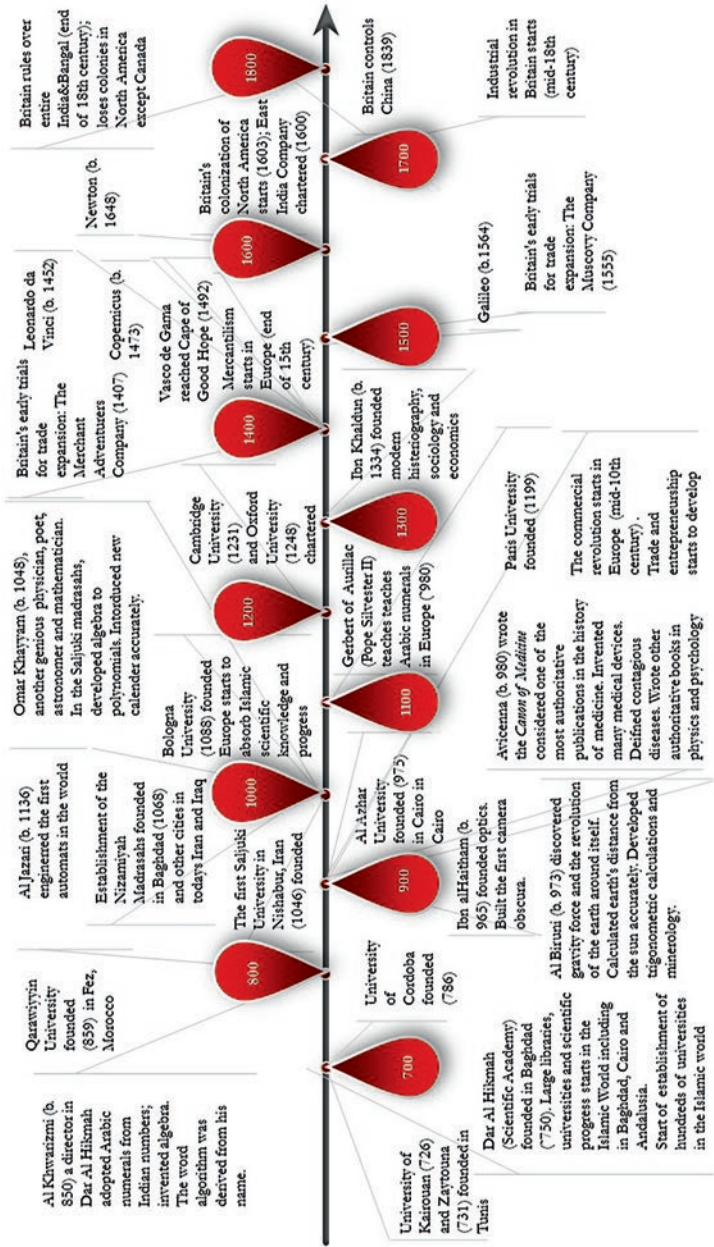 Al Khwarizmi (b.
850) a director in
Dar Al Hikmah
adopted Arabic
numerals from
Indian numbers;
invented algebra.
The word
algorithm was
derived from his
name.
Qarawiyyin
University
founded
(859) in Fez,
Morocco
Al Jazari (b. 1136)
enginerred the first
automats in the world
Establishment of the
Nizamiyah
Madrasahs founded
in Baghdad (1068)
and other cities in
todays Iran and Iraq
The first Saljuki
University in
Nishabur, Iran
(1046) founded
Omar Khayyam (b. 1048),
another genious physician, poet,
astronomer and mathematician.
In the Saljuki madrasahs,
developed algebra to
polynomials. Intorduced new
calender accurately.
Bologna
University
(1088) founded
Europe starts to
absorb Islamic
scientific
knowledge and
progress
Cambridge
University
(1231)
and Oxford
University
(1248)
chartered
Britain's early trials
for trade
expansion: The
Merchant
Adventurers
Company (1407)
Leonardo da
Vinci (b. 1452)
Copernicus (b.
1473)
Vasco de Gama
reached Cape of
Good Hope (1492)
Mercantilism
starts in
Europe (end
of 15th century)
Newton (b.
1648)
Britain's
colonization of
North America
starts (1603); East
India Company
chartered (1600)
Britain rules over
entire
India&Bangal (end
of 18th century);
loses colonies in
North America
except Canada
800
1000
1200
1400
1600
1800
700
900
1100
1300
1500
1700
University of
Kairouan (726)
and Zaytouna
(731) founded in
Tunis
University
of
Cordoba
founded
(786)
Dar Al Hikmah
(Scientific Academy)
founded in Baghdad
(~750). Large libraries,
universities and scientific
progress starts in the
Islamic World including
in Baghdad, Cairo and
Andalusia.
Start of establishment of
hundreds of universities
in the Islamic world
Al Azhar
University
founded (975)
in Cairo in
Cairo
Ibn alHaitham (b.
965) founded optics.
Built the first camera
obscura.
Al Biruni (b. 973) discovered
gravity force and the revolution
of the earth around itself.
Calculated earth's distance from
the sun accurately. Developed
trigonometric calculations and
minerology.
Gerbert of Aurillac
(Pope Silvester II)
teaches teaches
Arabic numerals
in Europe (~980)
Avicenna (b. 980) wrote
the Canon of Medicine
considered one of the
most authoritative
publications in the history
of medicine. Invented
many medical devices.
Deifned contagious
diseases. Wrote other
authoritative books in
physics and psychology
Ibn Khaldun (b.
1334) founded
modern
histeriography,
sociology and
economics
Paris University
founded (1199)
The commercial
revolution starts in
Europe (mid-10th
century) .
Trade and
entrepreneurship
starts to develop
Galileo (b.1564)
Britain's early trials
for trade
expansion: The
Muscovy Company
(1555)
Britain controls
China (1839)
Industrial
revolution in
Britain starts
(mid-18th
century)